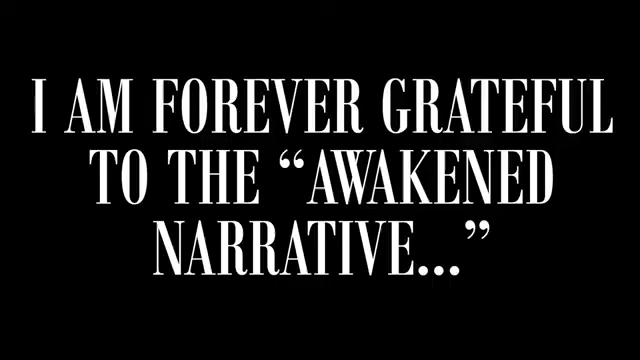 I AM FOREVER GRATEFUL
TO THE “AWAKENED
NARRATIVE...”